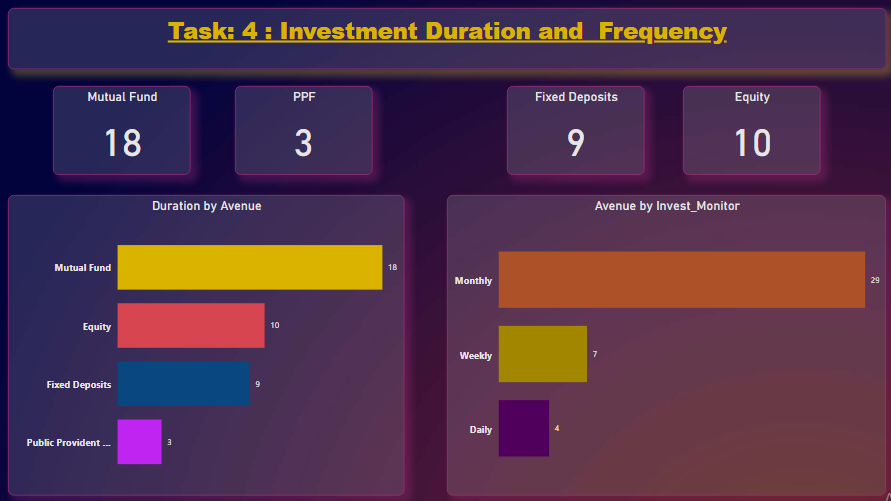 Task: 4 : Investment Duration and  Frequency
Mutual Fund
18
PPF
3
Fixed Deposits
9
Equity
10
Duration by Avenue
Mutual Fund
18
Equity
10
Fixed Deposits
9
Public Provident ...
3
Avenue by Invest_Monitor
Monthly
29
Weekly
7
Daily
4